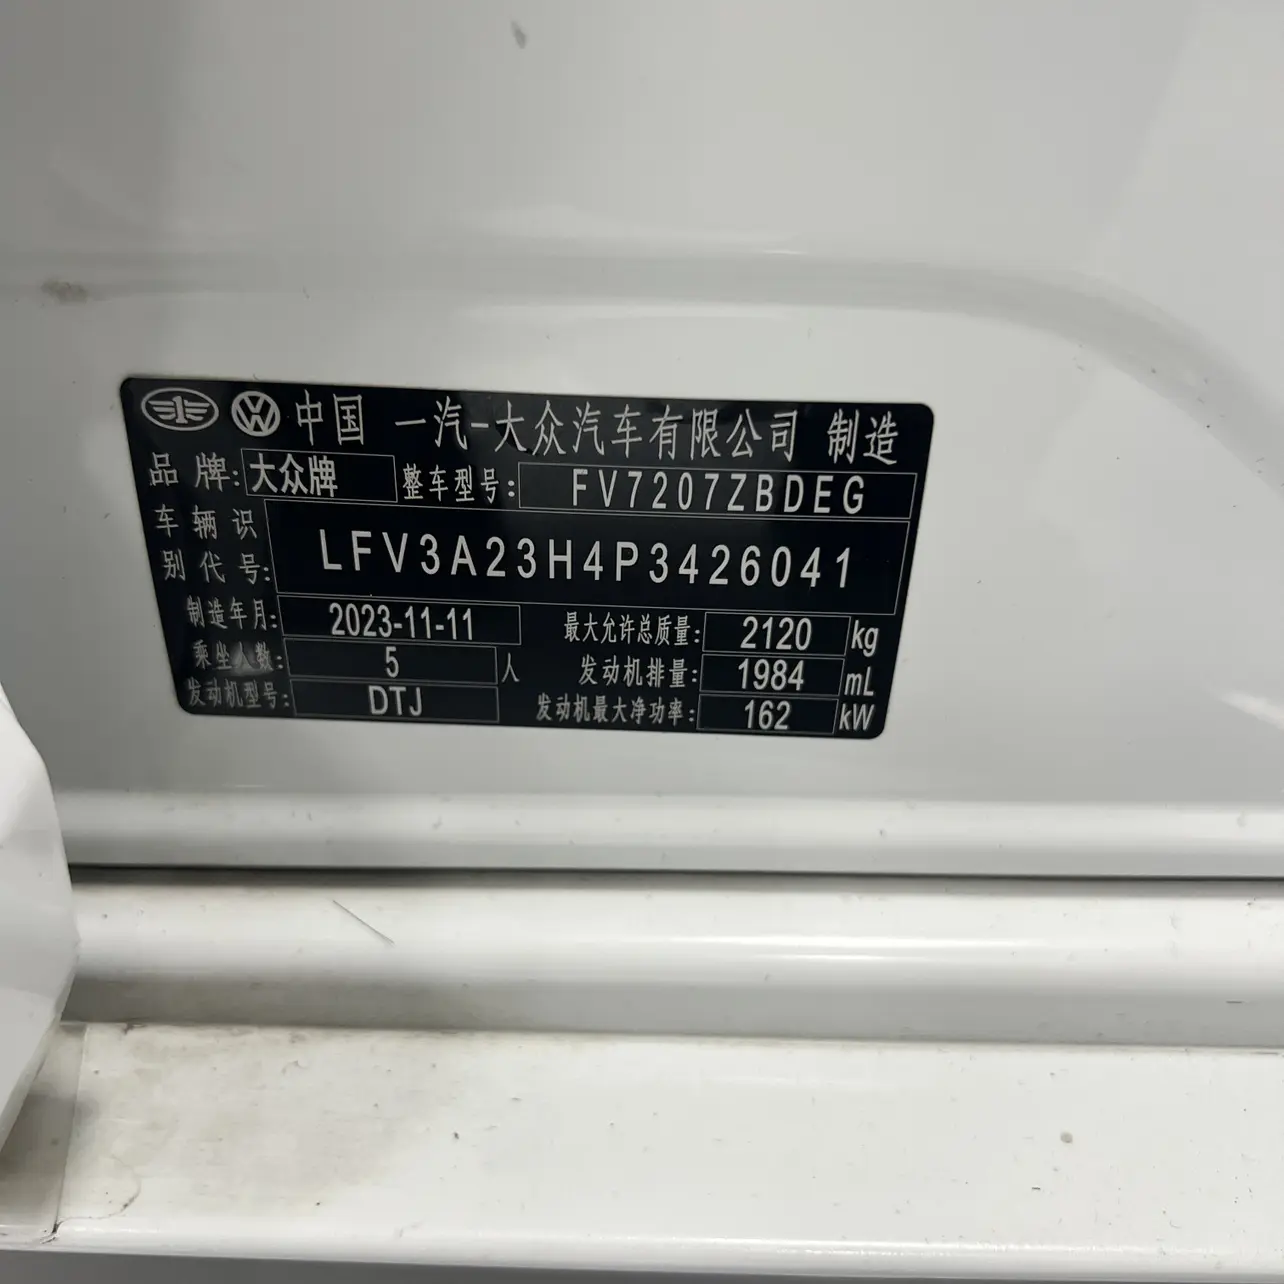 中国 一汽-大众汽车有限公司 制造
品牌: 大众牌 整车型号: FV7207ZBDEG
车辆识别代号: LFV3A23H4P3426041
制造年月: 2023-11-11 最大允许总质量: 2120 kg
乘坐人数: 5 人 发动机排量: 1984 mL
发动机型号: DTJ 发动机最大净功率: 162 kW